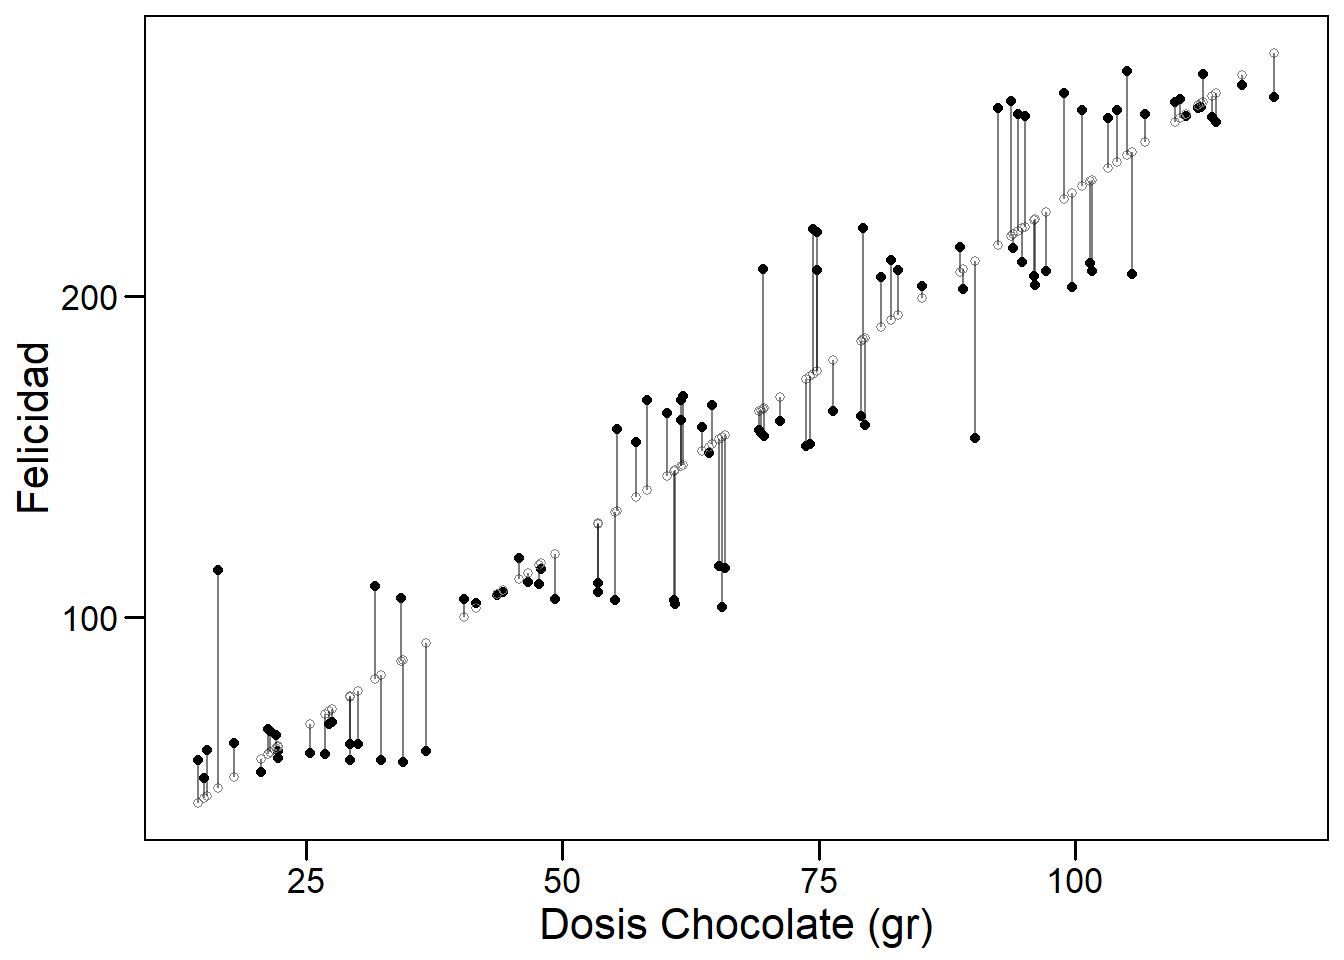 Felicidad
200
100
25 50 75 100
Dosis Chocolate (gr)